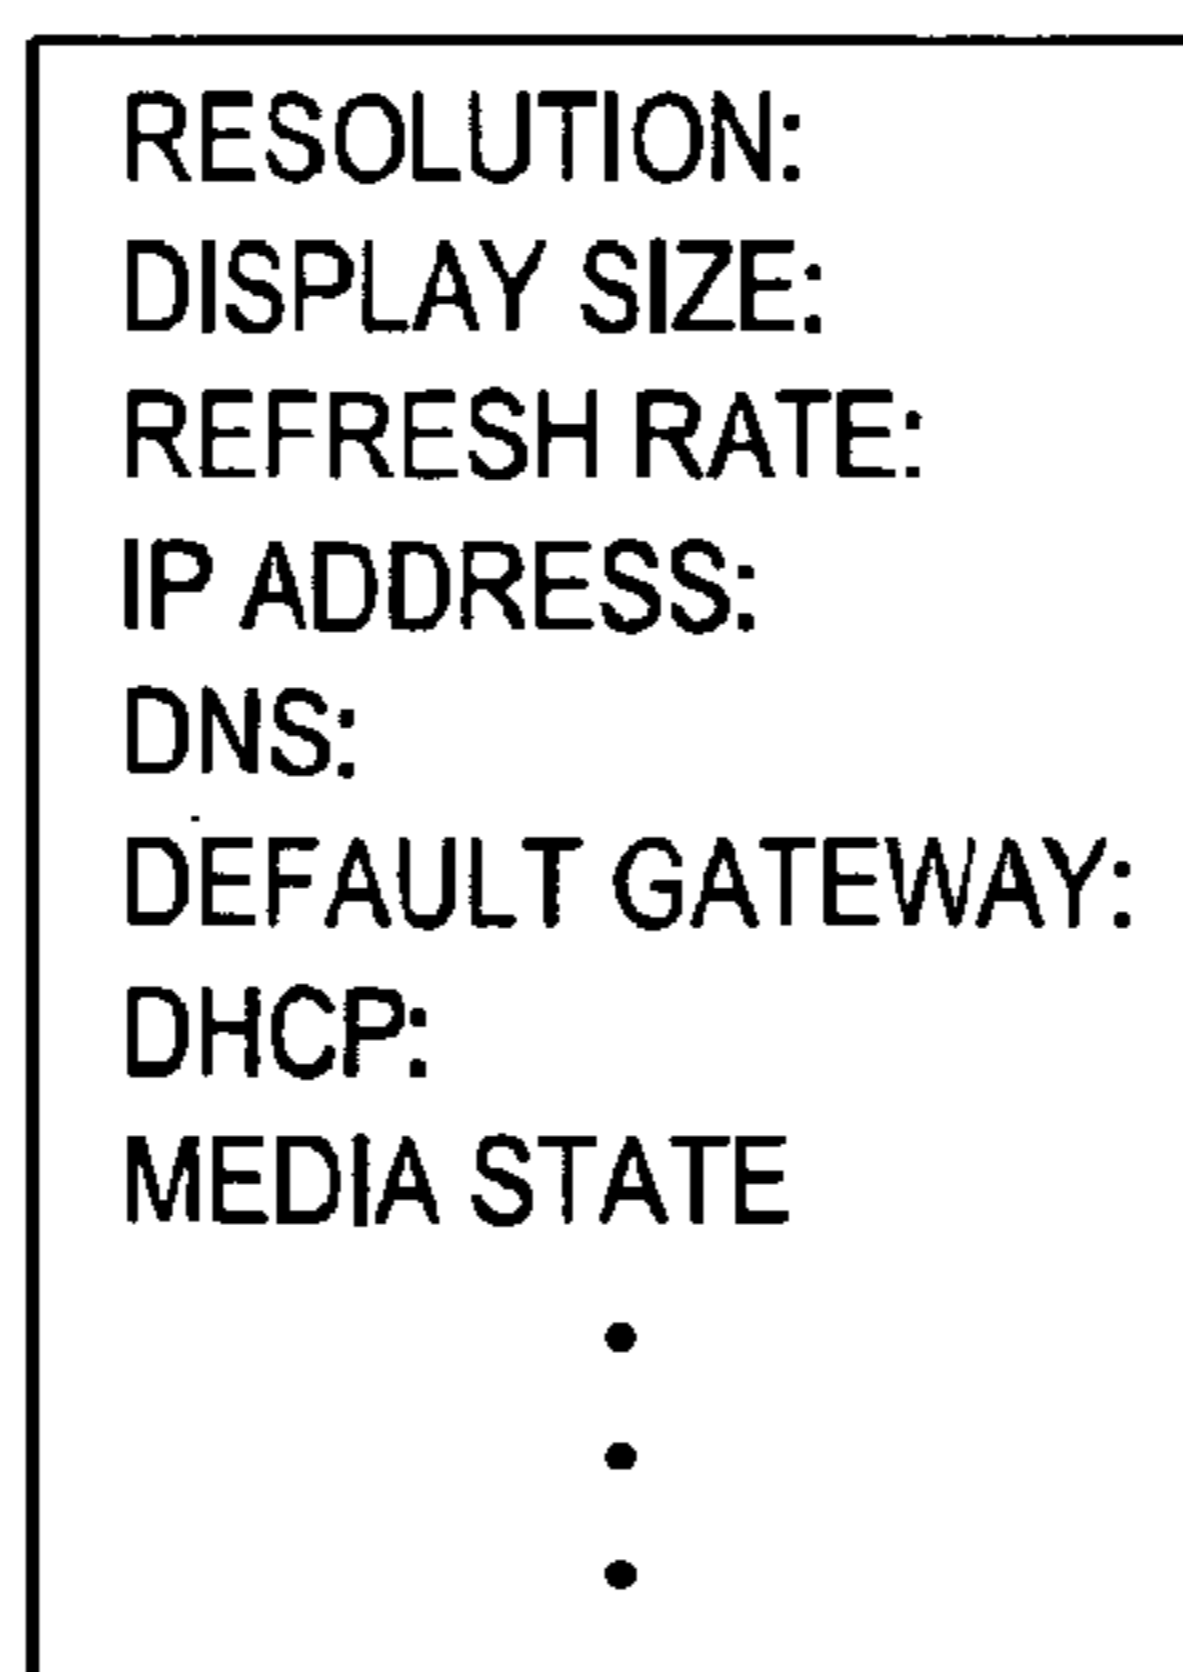 RESOLUTION:
DISPLAY SIZE:
REFRESH RATE:
IP ADDRESS:
DNS:
DEFAULT GATEWAY:
DHCP:
MEDIA STATE